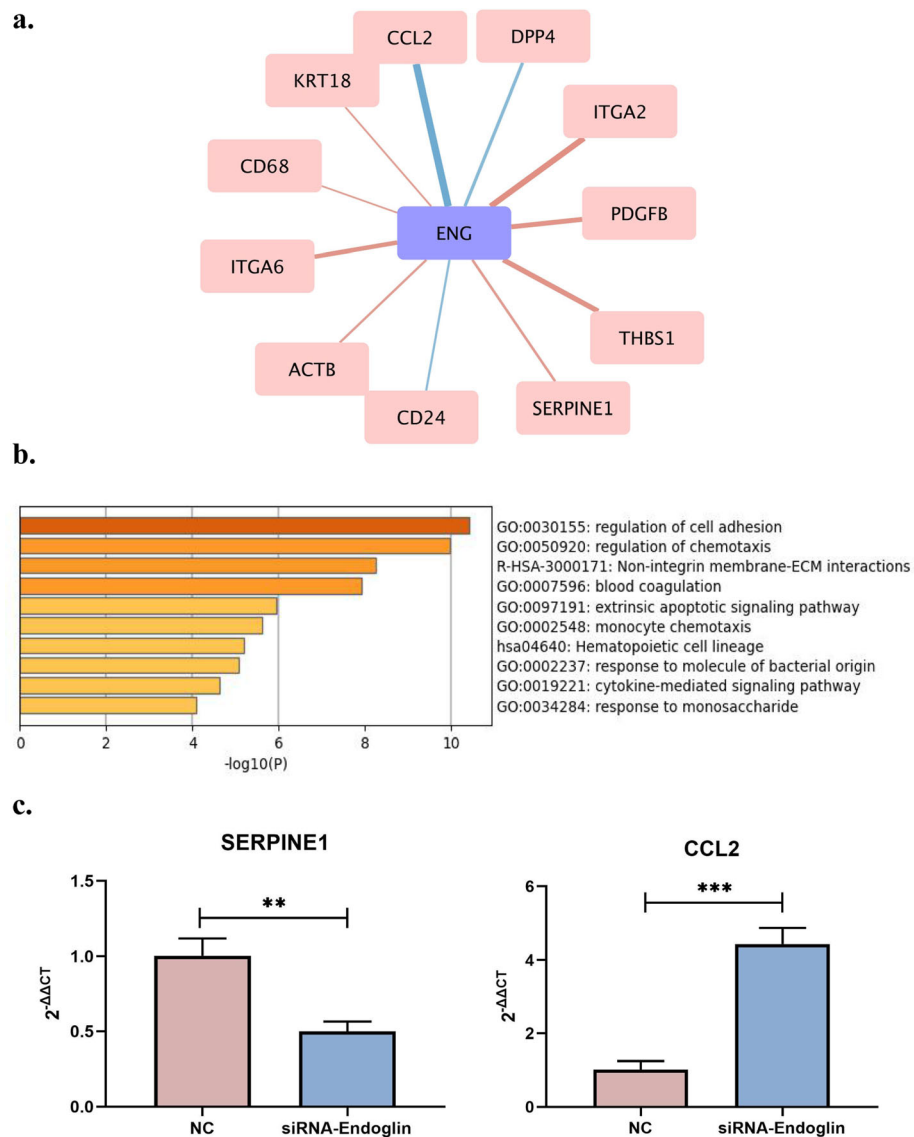 a.
CCL2
DPP4
KRT18
ITGA2
CD68
PDGFB
ENG
ITGA6
THBS1
ACTB
SERPINE1
CD24
b.
GO:0030155: regulation of cell adhesion
GO:0050920: regulation of chemotaxis
R-HSA-3000171: Non-integrin membrane-ECM interactions
GO:0007596: blood coagulation
GO:0097191: extrinsic apoptotic signaling pathway
GO:0002548: monocyte chemotaxis
hsa04640: Hematopoietic cell lineage
GO:0002237: response to molecule of bacterial origin
GO:0019221: cytokine-mediated signaling pathway
GO:0034284: response to monosaccharide
0 2 4 6 8 10
-log10(P)
c.
SERPINE1
1.5
1.0
0.5
0.0
2^-ΔΔCT
**
NC siRNA-Endoglin
CCL2
6
4
2
0
2^-ΔΔCT
***
NC siRNA-Endoglin